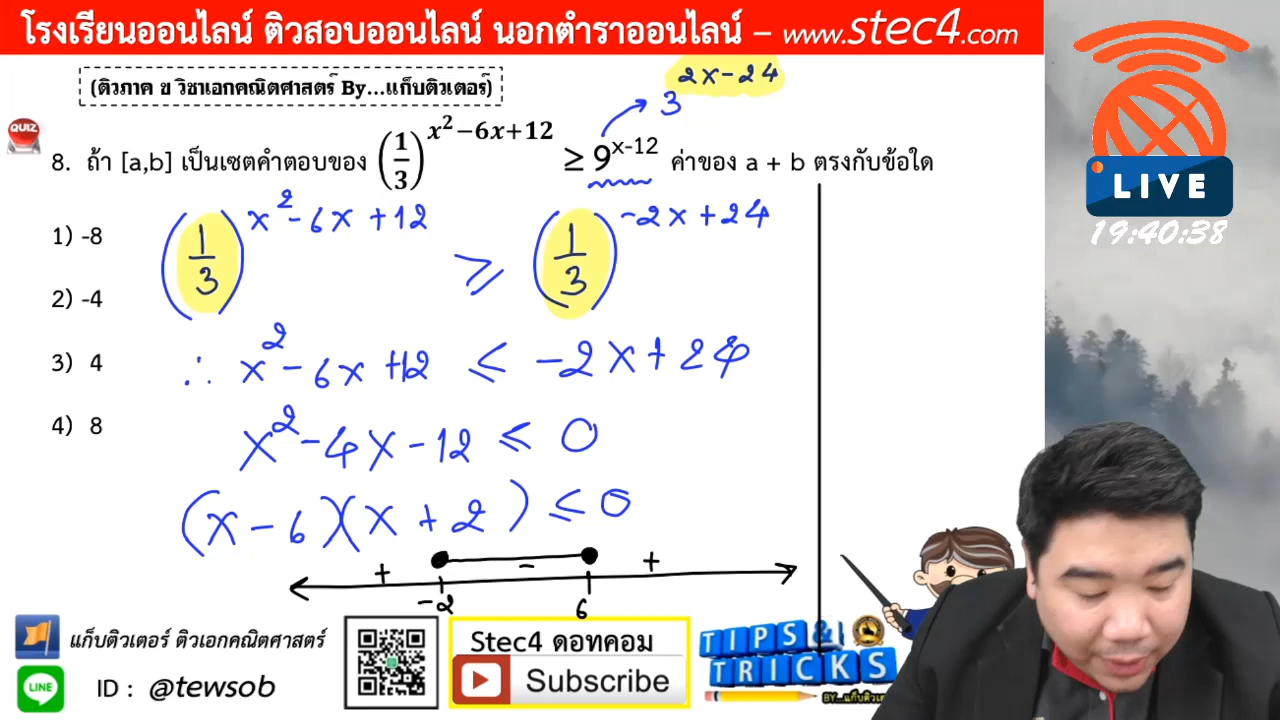 โรงเรียนออนไลน์ ติวสอบออนไลน์ นอกตำราออนไลน์ – www.stec4.com
(ติวภาค ข วิชาเอกคณิตศาสตร์ By...แก็บติวเตอร์)
3^(2x-24)
QUIZ
8. ถ้า [a,b] เป็นเซตคำตอบของ (1/3)^(x²−6x+12) ≥ 9^(x-12) ค่าของ a + b ตรงกับข้อใด
LIVE
19:40:38
(1/3)^(x²-6x+12) ≥ (1/3)^(-2x+24)
1) -8
2) -4
∴ x²-6x+12 ≤ -2x+24
3) 4
4) 8
x²-4x-12 ≤ 0
(x-6)(x+2) ≤ 0
+ - +
-2 6
แก็บติวเตอร์ ติวเอกคณิตศาสตร์
LINE
ID : @tewsob
Stec4 ดอทคอม
Subscribe
TIPS &
TRICKS